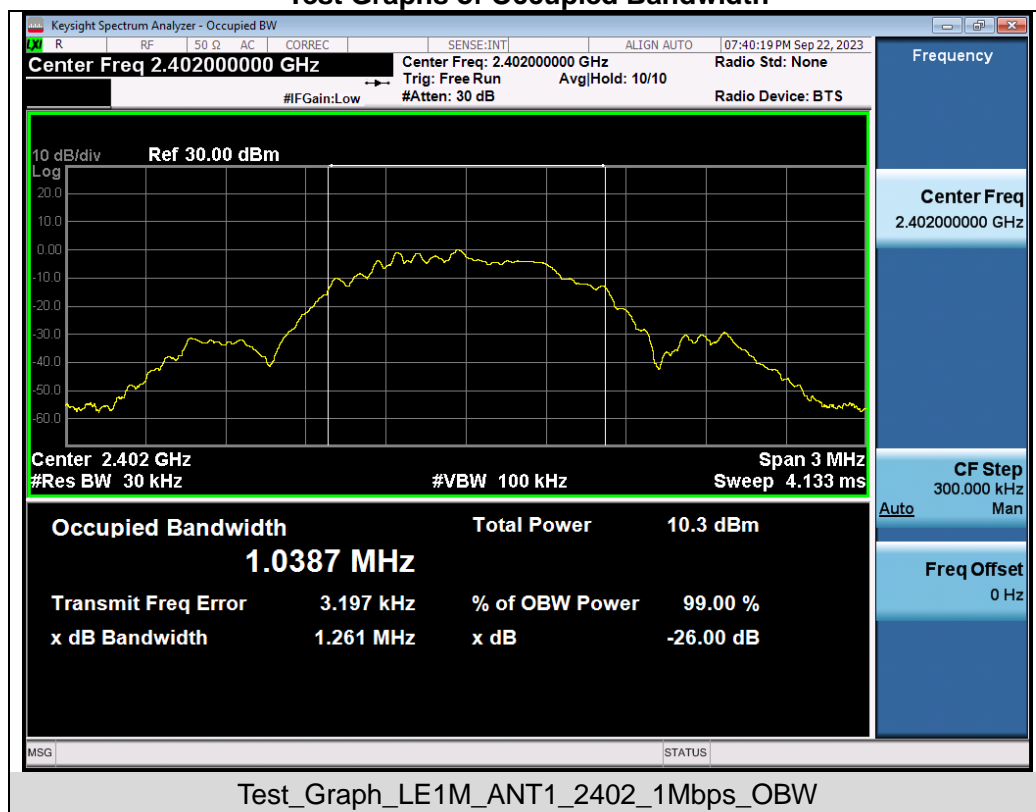 Test Graphs of Occupied Bandwidth
Keysight Spectrum Analyzer - Occupied BW
LXI R RF 50 Ω AC CORREC SENSE:INT ALIGN AUTO 07:40:19 PM Sep 22, 2023
Center Freq 2.402000000 GHz
Center Freq: 2.402000000 GHz Radio Std: None
Trig: Free Run Avg|Hold: 10/10
#IFGain:Low #Atten: 30 dB Radio Device: BTS
Frequency
10 dB/div Ref 30.00 dBm
Log
20.0
10.0
0.00
-10.0
-20.0
-30.0
-40.0
-50.0
-60.0
Center 2.402 GHz Span 3 MHz
#Res BW 30 kHz #VBW 100 kHz Sweep 4.133 ms
Center Freq
2.402000000 GHz
CF Step
300.000 kHz
Auto Man
Freq Offset
0 Hz
Occupied Bandwidth Total Power 10.3 dBm
1.0387 MHz
Transmit Freq Error 3.197 kHz % of OBW Power 99.00 %
x dB Bandwidth 1.261 MHz x dB -26.00 dB
MSG STATUS
Test_Graph_LE1M_ANT1_2402_1Mbps_OBW